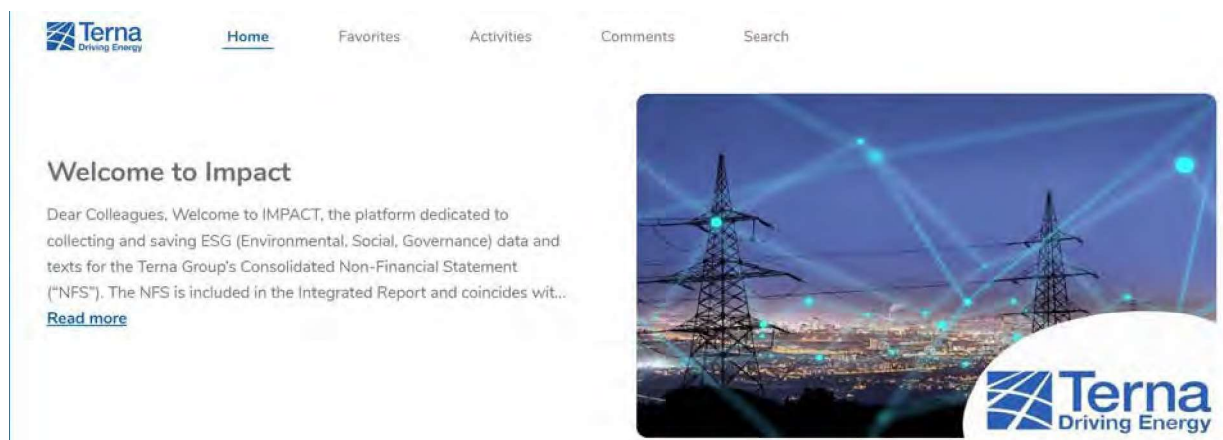 Terna
Driving Energy
Home
Favorites
Activities
Comments
Search
Welcome to Impact
Dear Colleagues, Welcome to IMPACT, the platform dedicated to
collecting and saving ESG (Environmental, Social, Governance) data and
texts for the Terna Group's Consolidated Non-Financial Statement
("NFS"). The NFS is included in the Integrated Report and coincides wit...
Read more
Terna
Driving Energy